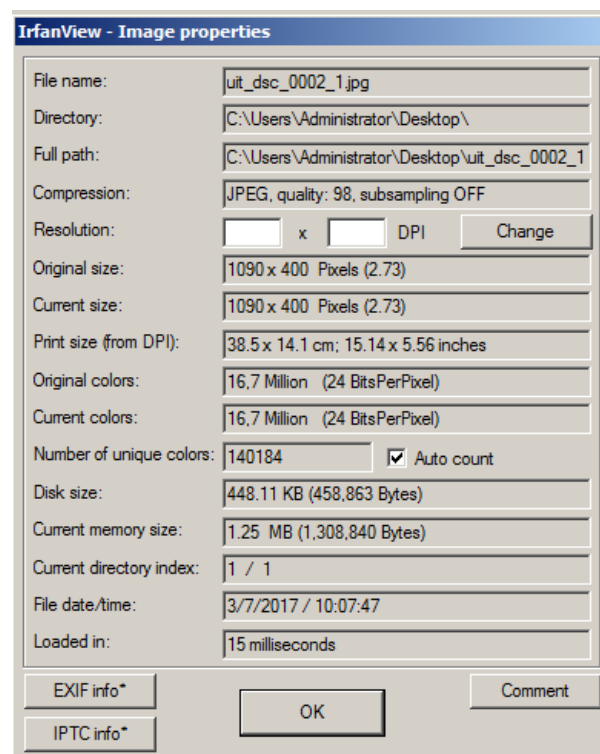 IrfanView - Image properties
File name: uit_dsc_0002_1.jpg
Directory: C:\Users\Administrator\Desktop\
Full path: C:\Users\Administrator\Desktop\uit_dsc_0002_1
Compression: JPEG, quality: 98, subsampling OFF
Resolution: x DPI Change
Original size: 1090 x 400 Pixels (2.73)
Current size: 1090 x 400 Pixels (2.73)
Print size (from DPI): 38.5 x 14.1 cm; 15.14 x 5.56 inches
Original colors: 16,7 Million (24 BitsPerPixel)
Current colors: 16,7 Million (24 BitsPerPixel)
Number of unique colors: 140184 Auto count
Disk size: 448.11 KB (458,863 Bytes)
Current memory size: 1.25 MB (1,308,840 Bytes)
Current directory index: 1 / 1
File date/time: 3/7/2017 / 10:07:47
Loaded in: 15 milliseconds
EXIF info* OK Comment
IPTC info*